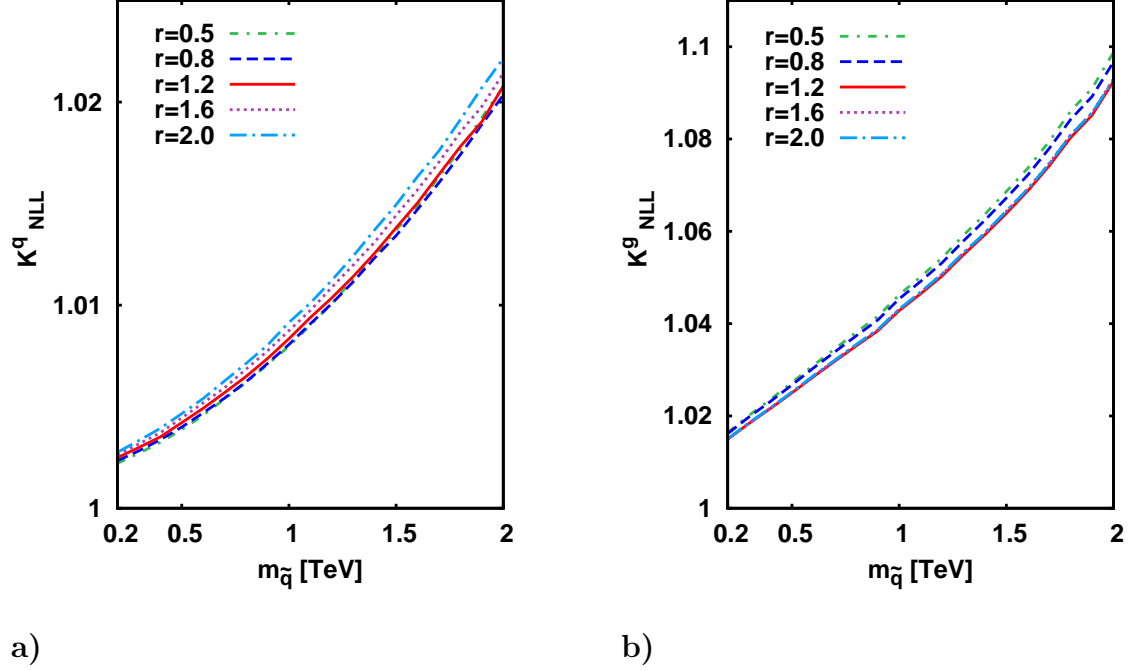 r=0.5
r=0.8
r=1.2
r=1.6
r=2.0
1.02
1.01
1
K^q_NLL
0.2 0.5 1 1.5 2
m_q̃ [TeV]
a)
r=0.5
r=0.8
r=1.2
r=1.6
r=2.0
1.1
1.08
1.06
1.04
1.02
1
K^g_NLL
0.2 0.5 1 1.5 2
m_q̃ [TeV]
b)